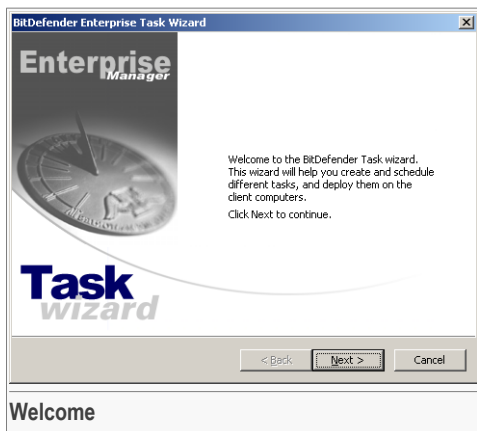 BitDefender Enterprise Task Wizard
Enterprise
Manager
Welcome to the BitDefender Task wizard.
This wizard will help you create and schedule
different tasks, and deploy them on the
client computers.
Click Next to continue.
Task
wizard
< Back
Next >
Cancel
Welcome